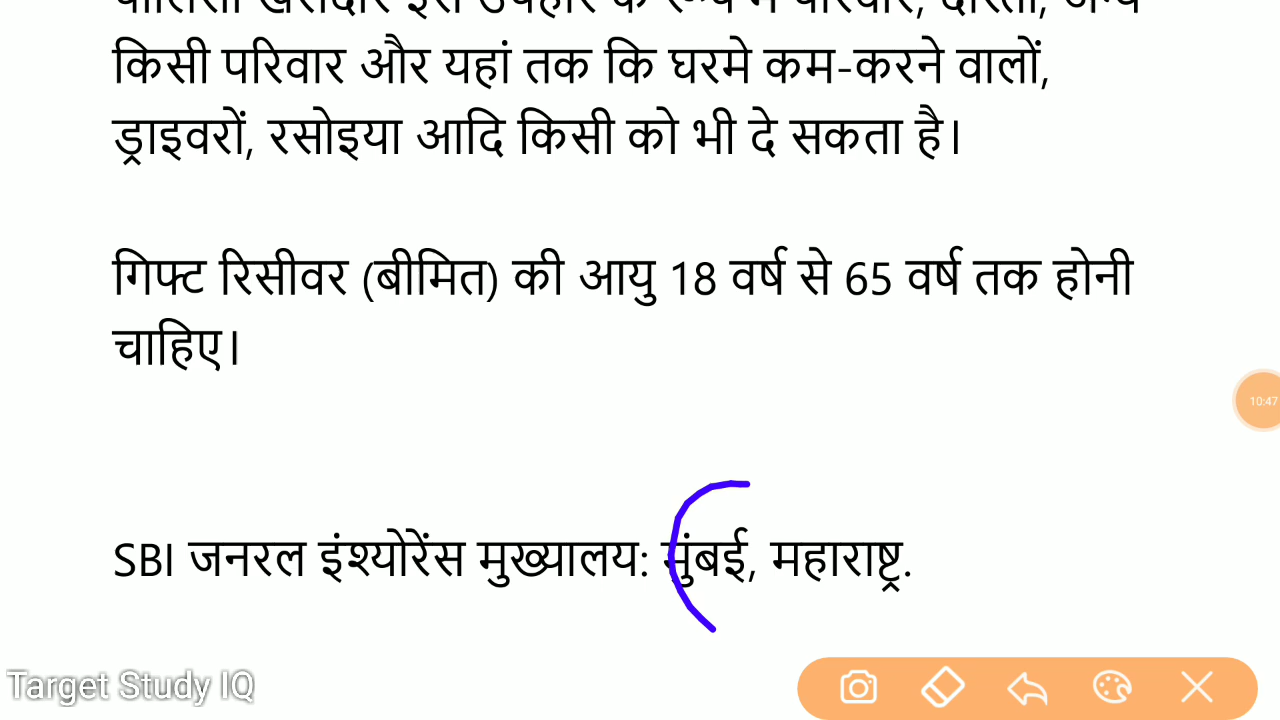 किसी परिवार और यहां तक कि घरमे कम-करने वालों,
ड्राइवरों, रसोइया आदि किसी को भी दे सकता है।
गिफ्ट रिसीवर (बीमित) की आयु 18 वर्ष से 65 वर्ष तक होनी
चाहिए।
10:47
SBI जनरल इंश्योरेंस मुख्यालय: मुंबई, महाराष्ट्र.
Target Study IQ